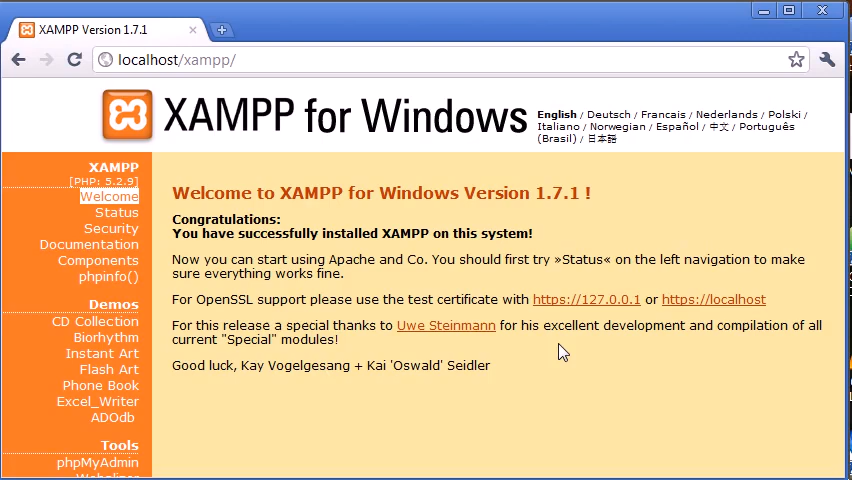 XAMPP Version 1.7.1
localhost/xampp/
XAMPP for Windows
English / Deutsch / Francais / Nederlands / Polski /
Italiano / Norwegian / Español / 中文 / Português
(Brasil) / 日本語
XAMPP
[PHP: 5.2.9]
Welcome
Status
Security
Documentation
Components
phpinfo()
Demos
CD Collection
Biorhythm
Instant Art
Flash Art
Phone Book
Excel_Writer
ADOdb
Tools
phpMyAdmin
Welcome to XAMPP for Windows Version 1.7.1 !
Congratulations:
You have successfully installed XAMPP on this system!
Now you can start using Apache and Co. You should first try »Status« on the left navigation to make
sure everything works fine.
For OpenSSL support please use the test certificate with https://127.0.0.1 or https://localhost
For this release a special thanks to Uwe Steinmann for his excellent development and compilation of all
current "Special" modules!
Good luck, Kay Vogelgesang + Kai 'Oswald' Seidler